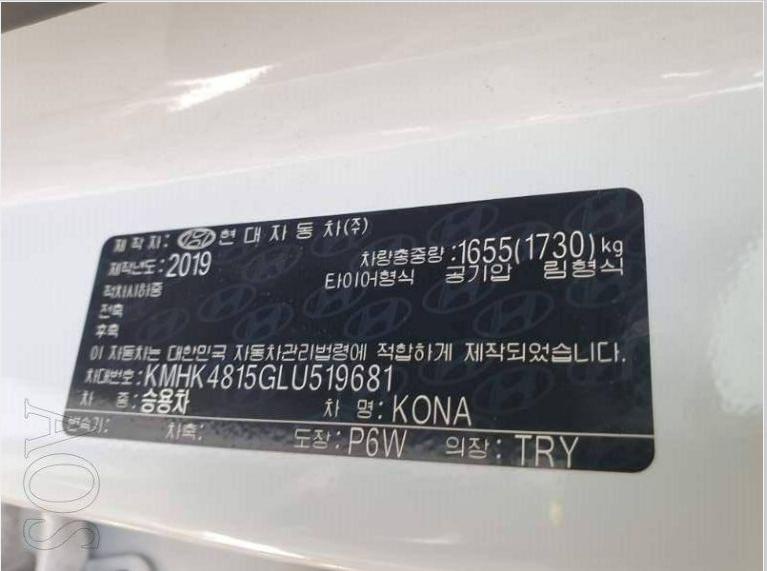 제작자: 현대자동차(주)
제작년도: 2019 차량총중량: 1655(1730)kg
적차시하중 타이어형식 공기압 림형식
전축
후축
이 자동차는 대한민국 자동차관리법령에 적합하게 제작되었습니다.
차대번호: KMHK4815GLU519681
차 종: 승용차 차 명: KONA
변속기: 차축: 도장: P6W 의장: TRY
AOS